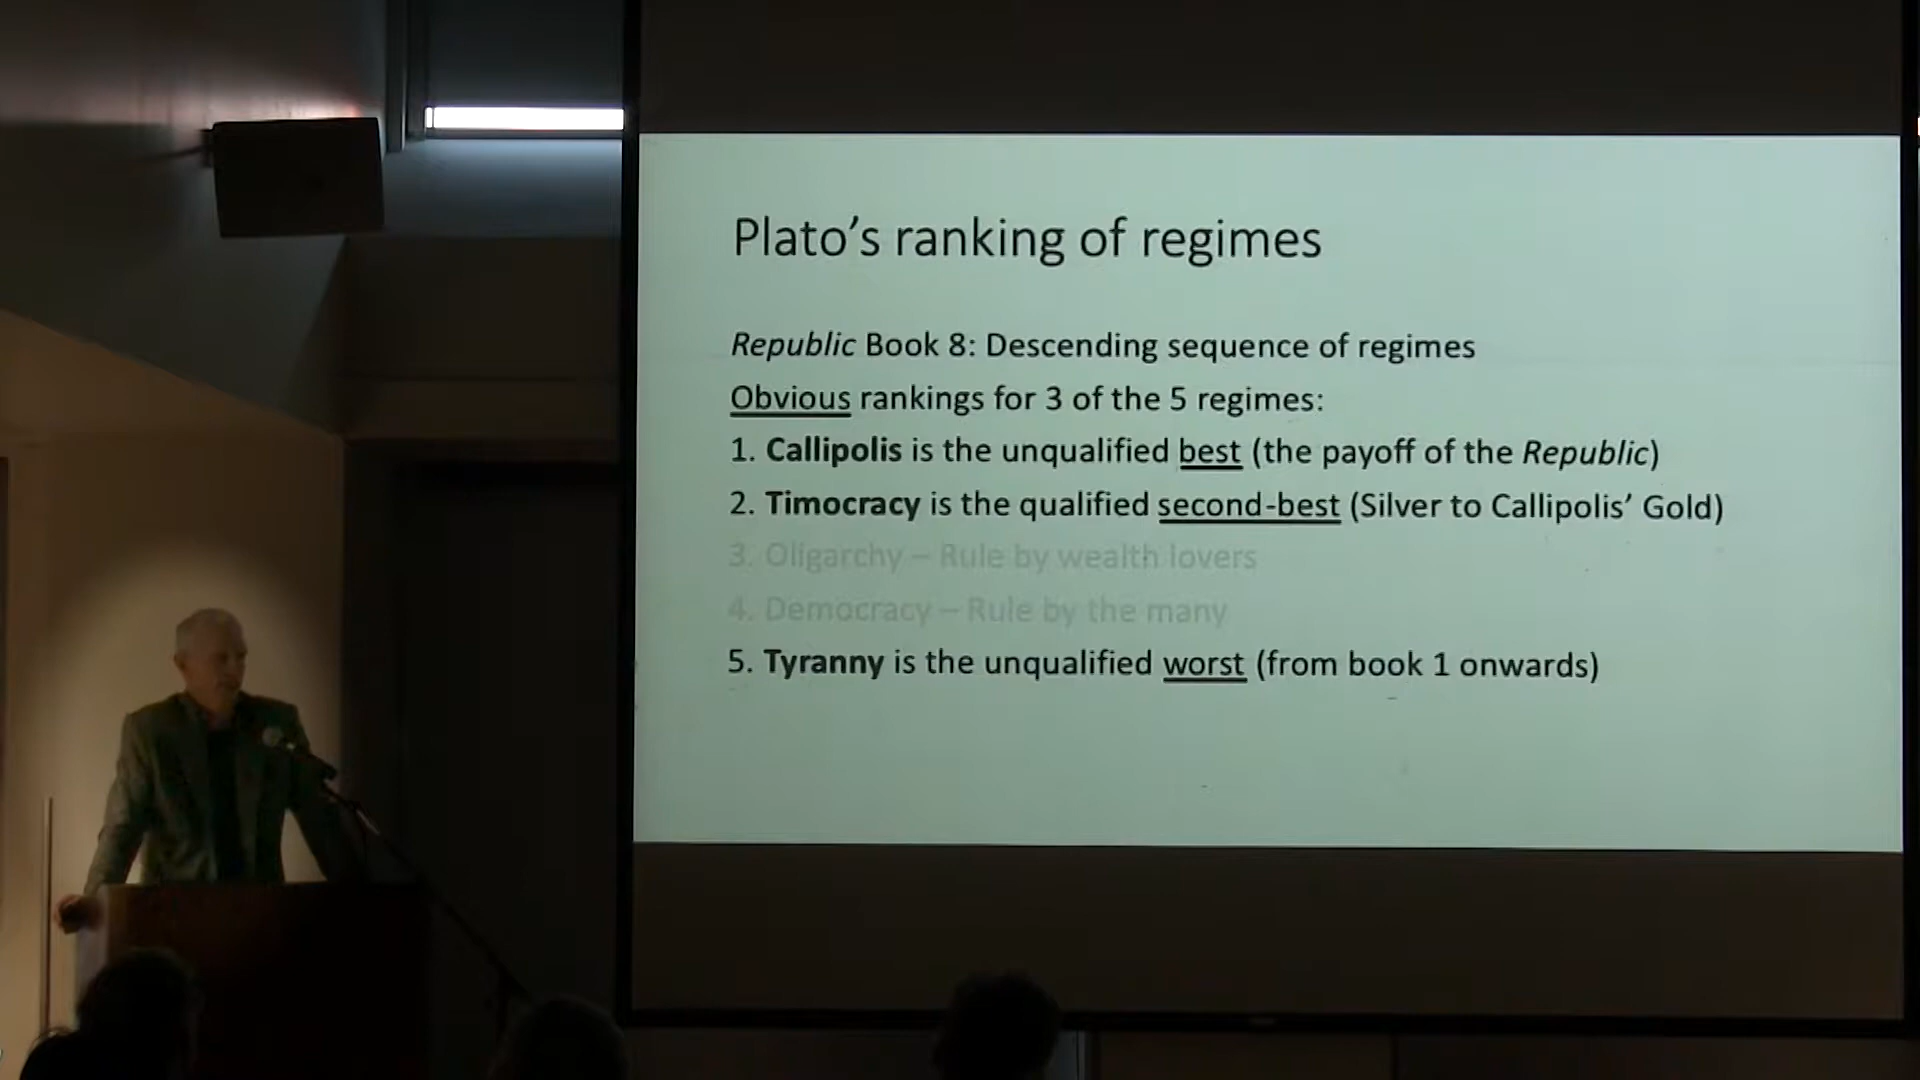 Plato’s ranking of regimes
Republic Book 8: Descending sequence of regimes
Obvious rankings for 3 of the 5 regimes:
1. Callipolis is the unqualified best (the payoff of the Republic)
2. Timocracy is the qualified second-best (Silver to Callipolis’ Gold)
3. Oligarchy – Rule by wealth lovers
4. Democracy – Rule by the many
5. Tyranny is the unqualified worst (from book 1 onwards)